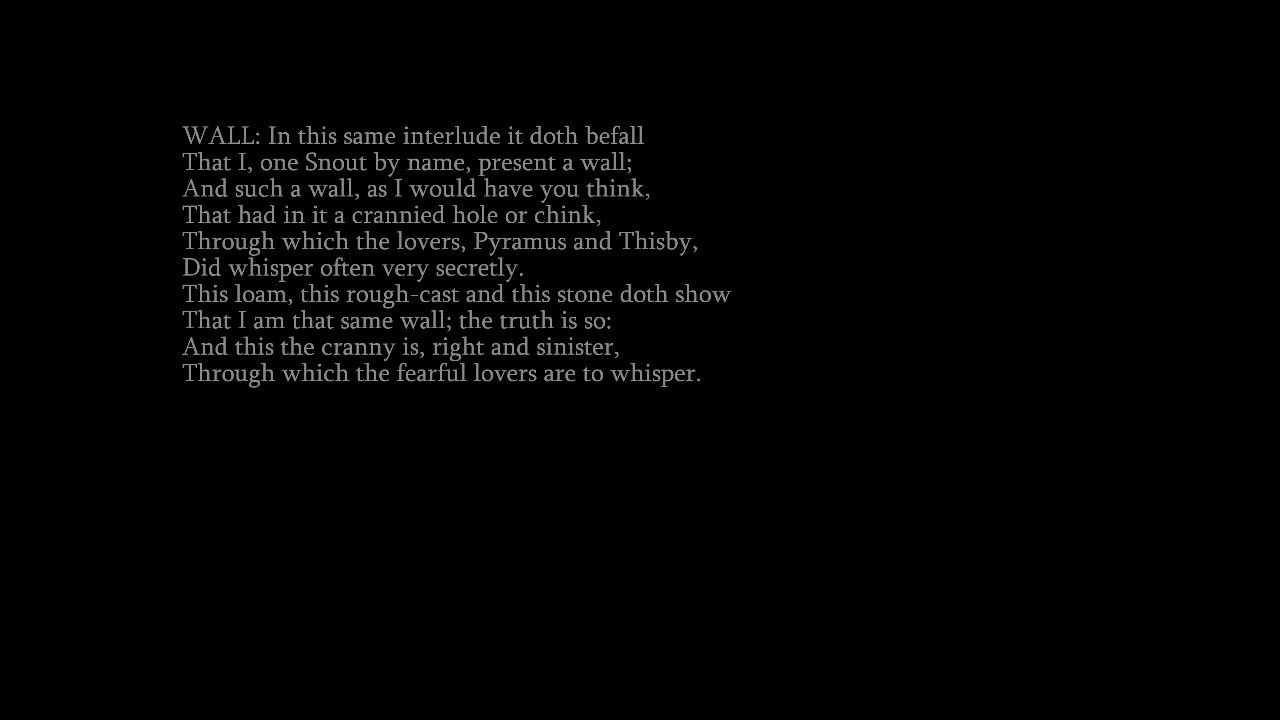 WALL: In this same interlude it doth befall
That I, one Snout by name, present a wall;
And such a wall, as I would have you think,
That had in it a crannied hole or chink,
Through which the lovers, Pyramus and Thisby,
Did whisper often very secretly.
This loam, this rough-cast and this stone doth show
That I am that same wall; the truth is so:
And this the cranny is, right and sinister,
Through which the fearful lovers are to whisper.